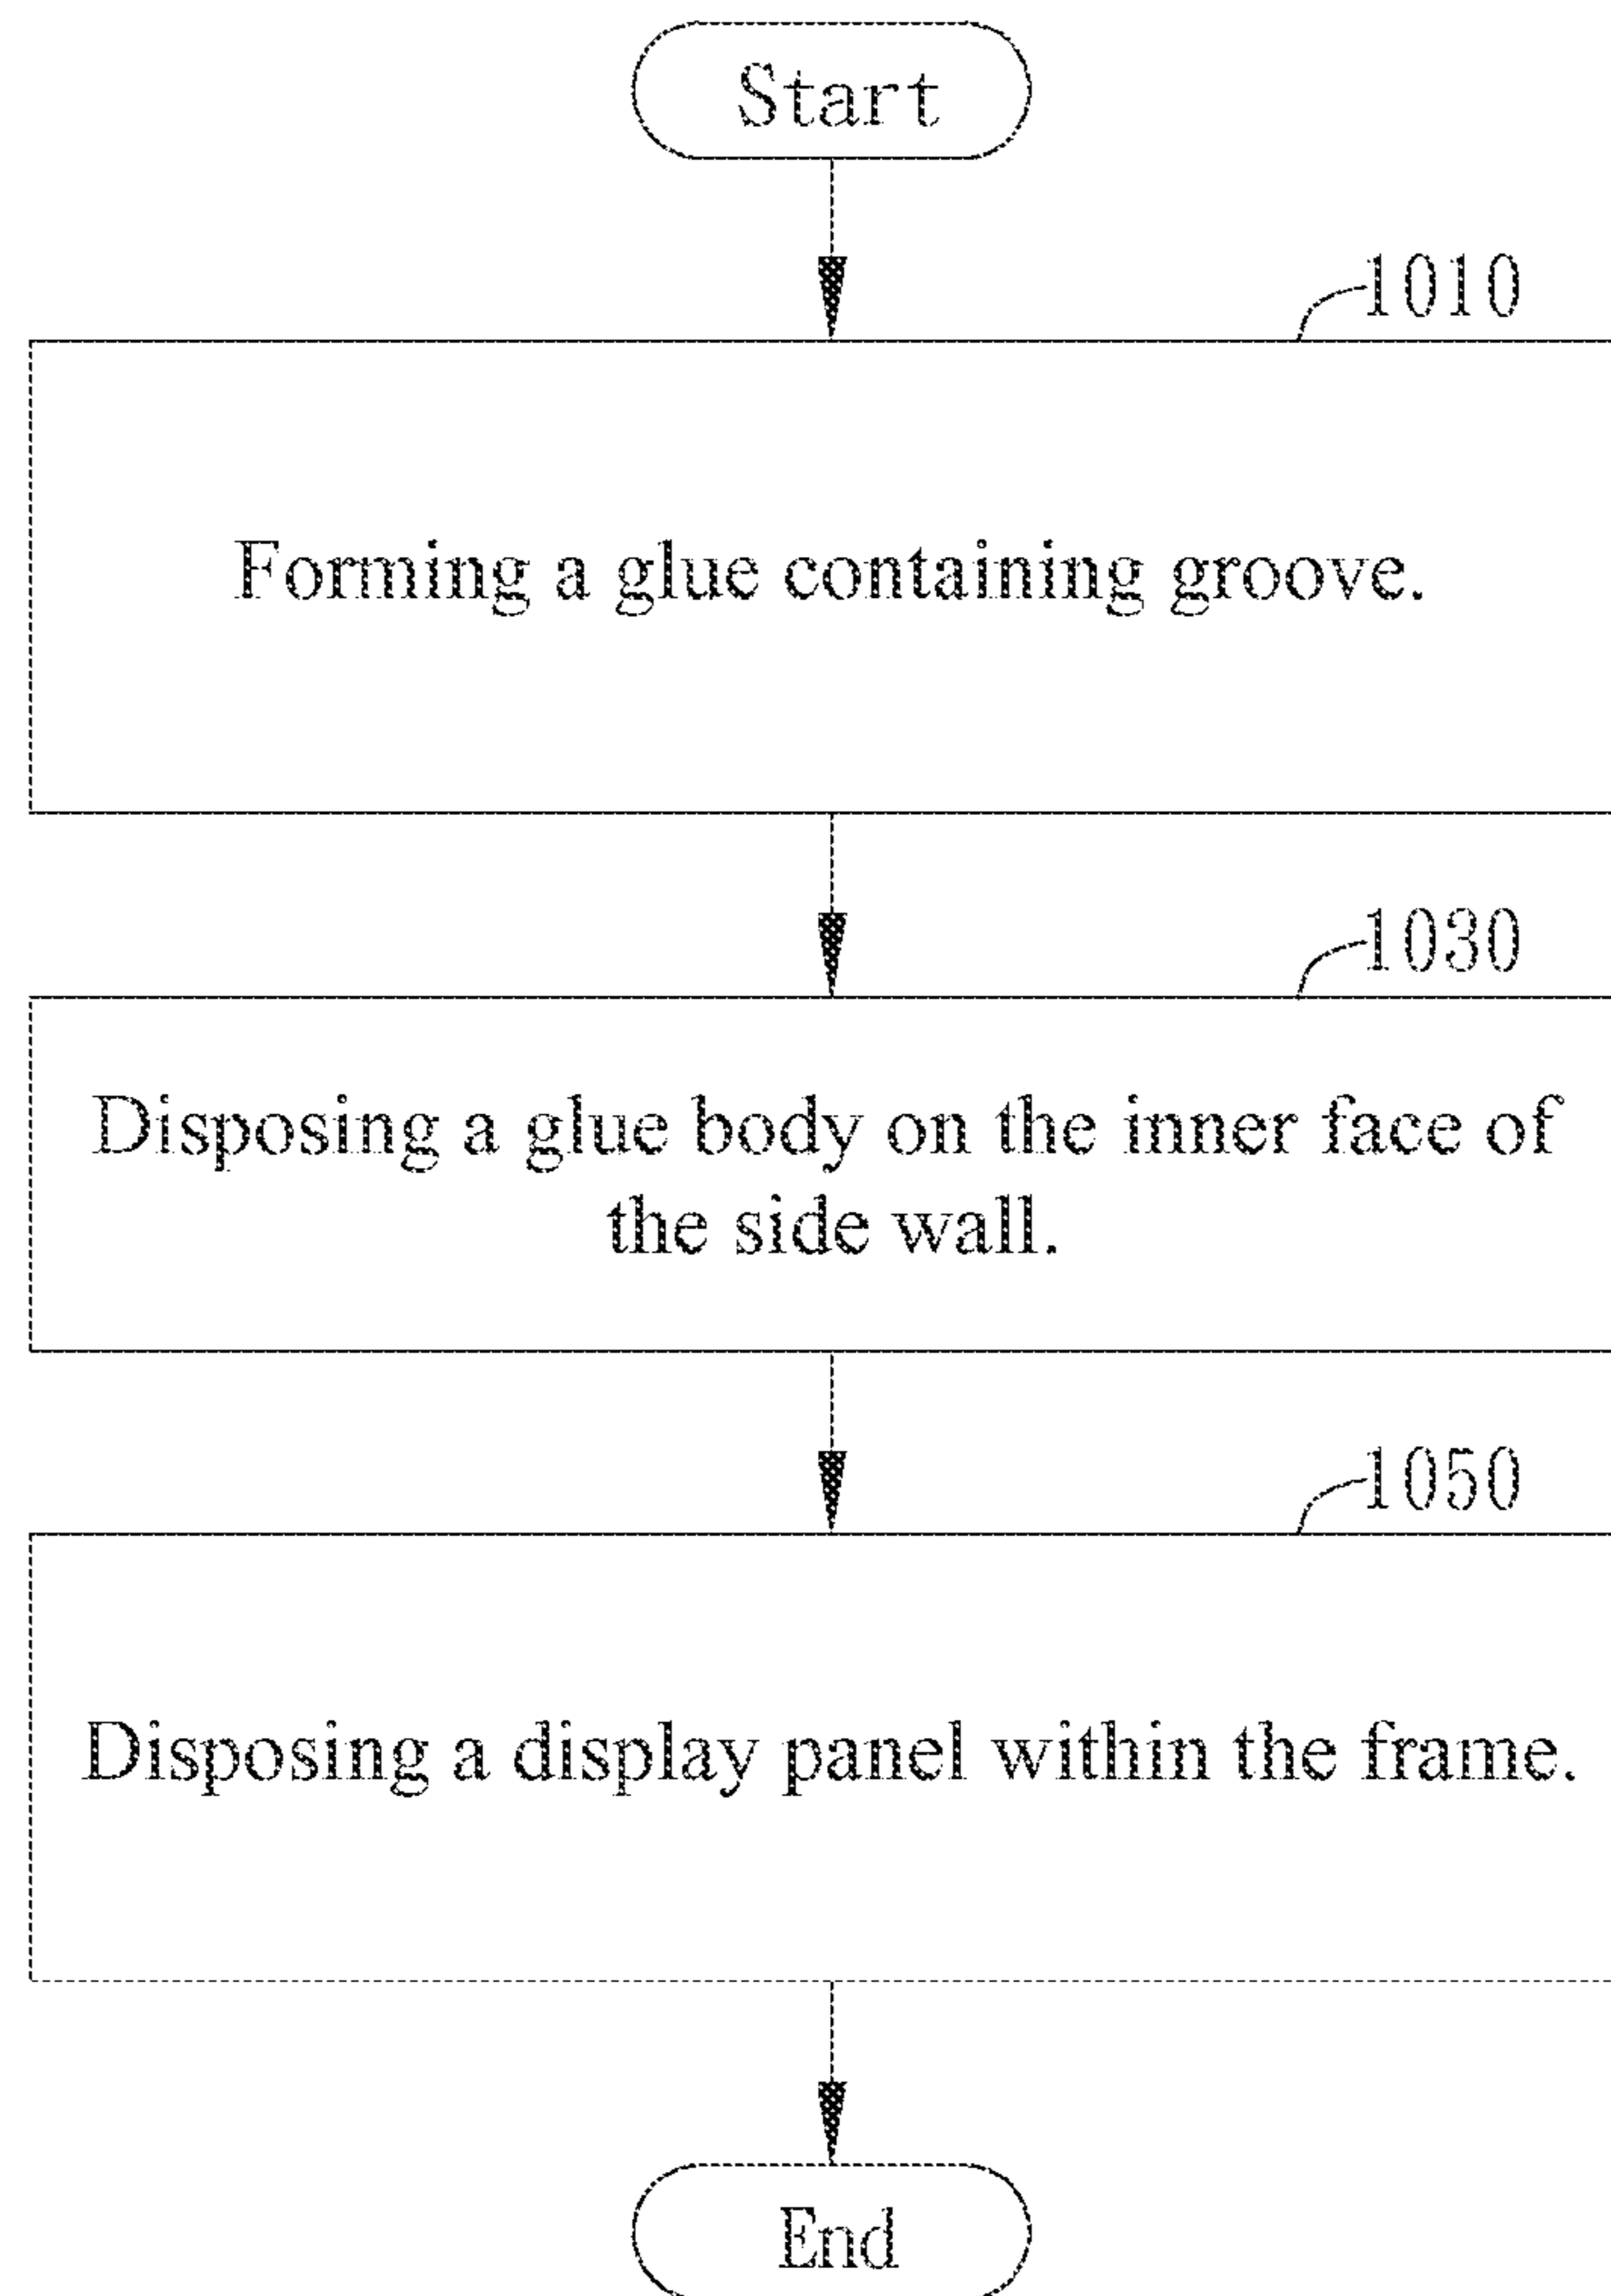 Start
1010
Forming a glue containing groove.
1030
Disposing a glue body on the inner face of
the side wall.
1050
Disposing a display panel within the frame.
End